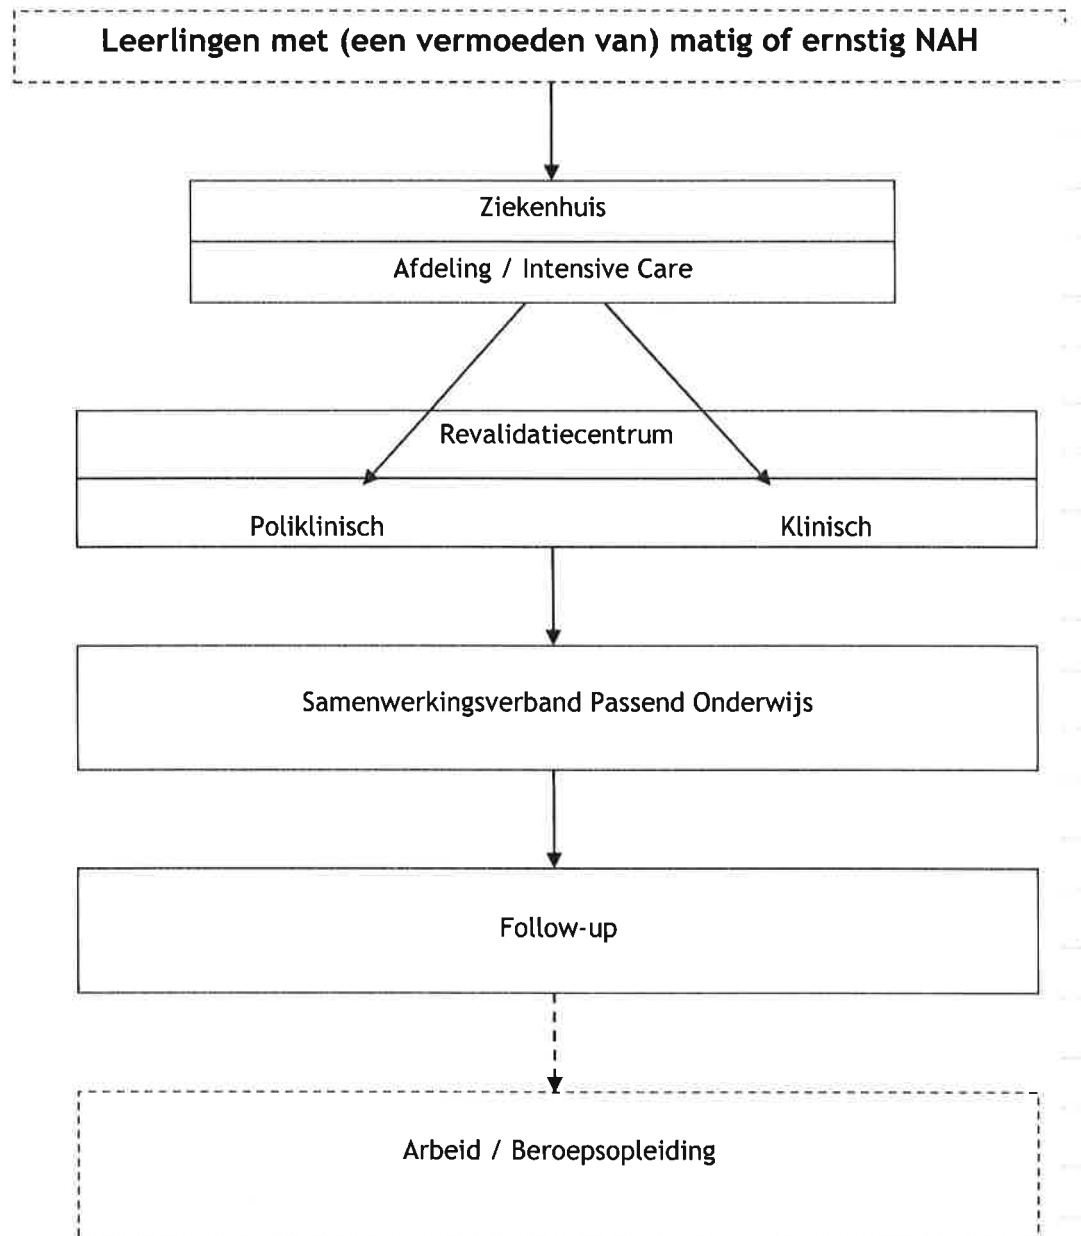 Leerlingen met (een vermoeden van) matig of ernstig NAH
Ziekenhuis
Afdeling / Intensive Care
Revalidatiecentrum
Poliklinisch Klinisch
Samenwerkingsverband Passend Onderwijs
Follow-up
Arbeid / Beroepsopleiding